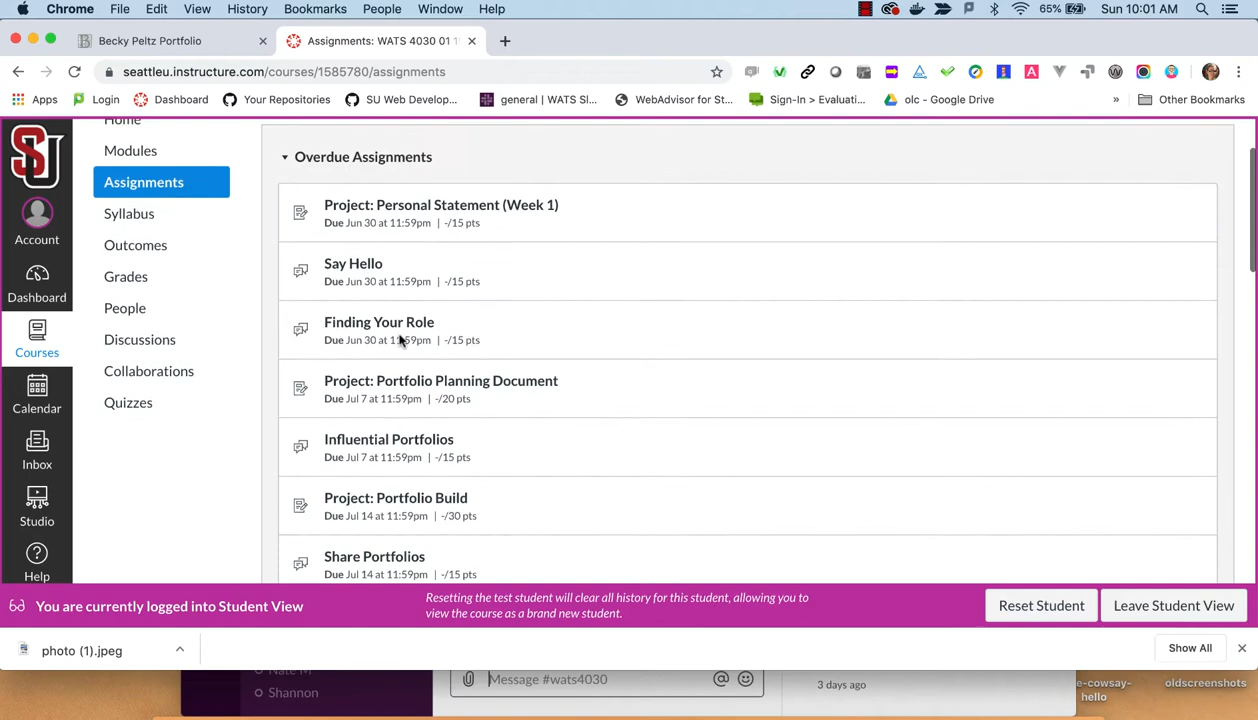 Chrome File Edit View History Bookmarks People Window Help 65% Sun 10:01 AM
Becky Peltz Portfolio Assignments: WATS 4030 01 1
seattleu.instructure.com/courses/1585780/assignments
Apps Login Dashboard Your Repositories SU Web Develop... general | WATS Sl... WebAdvisor for St... Sign-In > Evaluati... olc - Google Drive » Other Bookmarks
Home
Modules
Assignments
Syllabus
Outcomes
Grades
People
Discussions
Collaborations
Quizzes
Account
Dashboard
Courses
Calendar
Inbox
Studio
Help
Overdue Assignments
Project: Personal Statement (Week 1)
Due Jun 30 at 11:59pm | -/15 pts
Say Hello
Due Jun 30 at 11:59pm | -/15 pts
Finding Your Role
Due Jun 30 at 11:59pm | -/15 pts
Project: Portfolio Planning Document
Due Jul 7 at 11:59pm | -/20 pts
Influential Portfolios
Due Jul 7 at 11:59pm | -/15 pts
Project: Portfolio Build
Due Jul 14 at 11:59pm | -/30 pts
Share Portfolios
Due Jul 14 at 11:59pm | -/15 pts
You are currently logged into Student View
Resetting the test student will clear all history for this student, allowing you to
view the course as a brand new student.
Reset Student Leave Student View
photo (1).jpeg Show All
Nate M
Shannon
Message #wats4030
3 days ago
e-cowsay-
hello
oldscreenshots